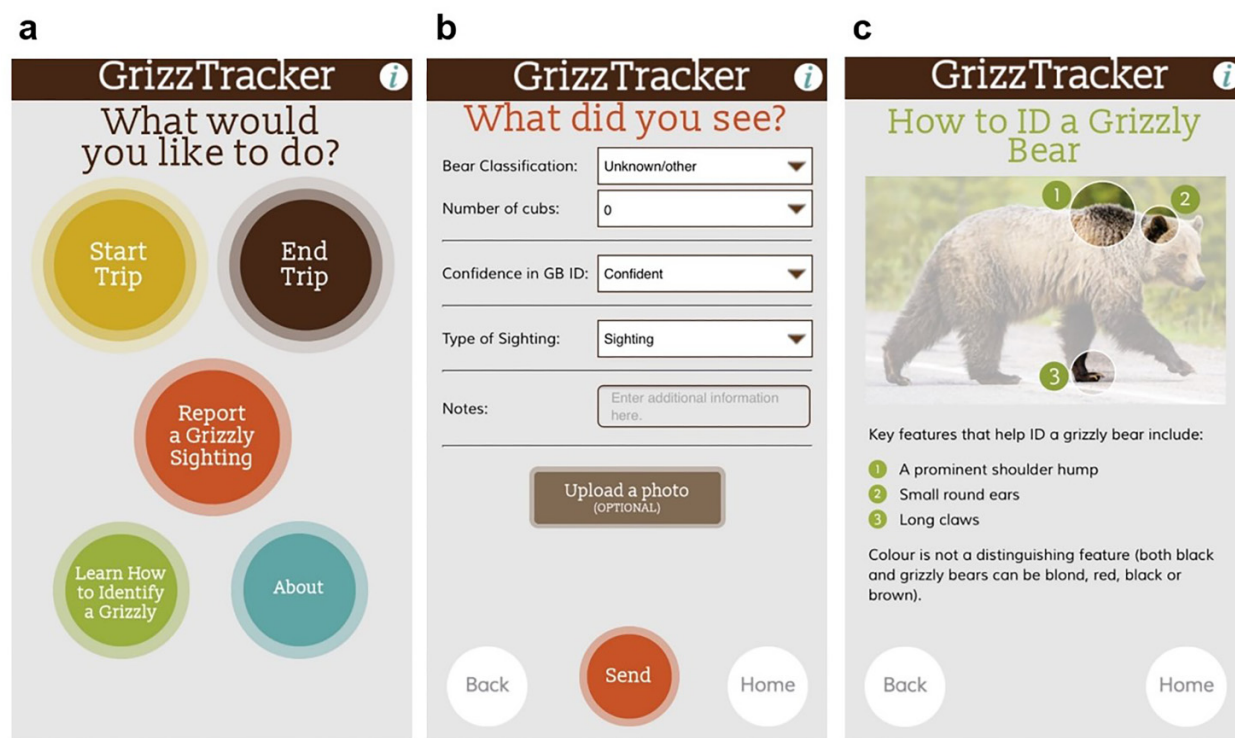 a
GrizzTracker i
What would
you like to do?
Start
Trip
End
Trip
Report
a Grizzly
Sighting
Learn How
to Identify
a Grizzly
About
b
GrizzTracker i
What did you see?
Bear Classification: Unknown/other
Number of cubs: 0
Confidence in GB ID: Confident
Type of Sighting: Sighting
Notes: Enter additional information
here.
Upload a photo
(OPTIONAL)
Back Send Home
c
GrizzTracker i
How to ID a Grizzly
Bear
1 2
3
Key features that help ID a grizzly bear include:
1 A prominent shoulder hump
2 Small round ears
3 Long claws
Colour is not a distinguishing feature (both black
and grizzly bears can be blond, red, black or
brown).
Back Home